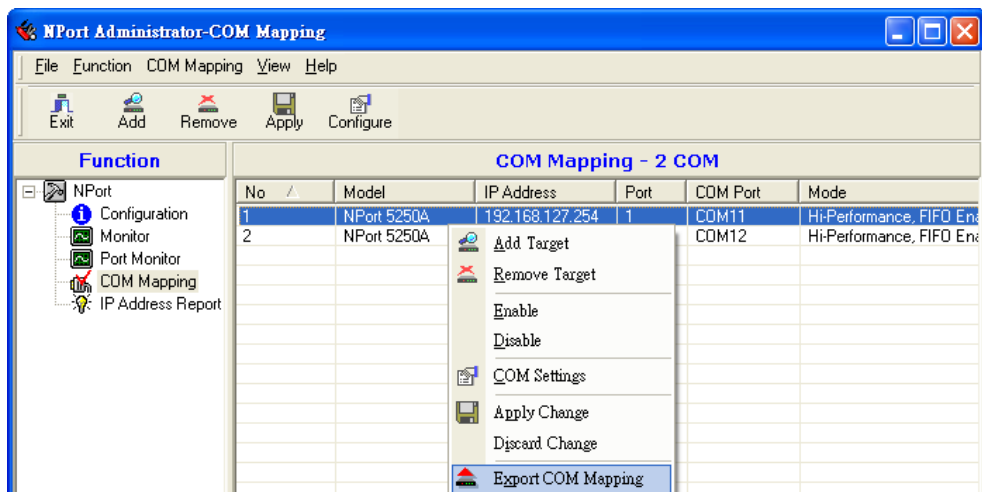 NPort Administrator-COM Mapping
File Function COM Mapping View Help
Exit Add Remove Apply Configure
Function
COM Mapping - 2 COM
NPort
Configuration
Monitor
Port Monitor
COM Mapping
IP Address Report
No Model IP Address Port COM Port Mode
1 NPort 5250A 192.168.127.254 1 COM11 Hi-Performance, FIFO Ena
2 NPort 5250A COM12 Hi-Performance, FIFO Ena
Add Target
Remove Target
Enable
Disable
COM Settings
Apply Change
Discard Change
Export COM Mapping